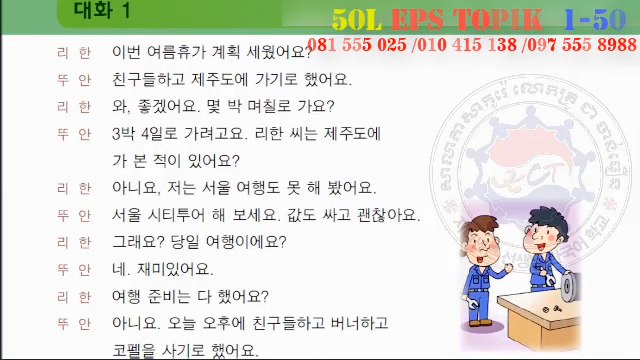 대화 1
50L EPS TOPIK 1-50
081 555 025 /010 415 138 /097 555 8988
리 한 이번 여름휴가 계획 세웠어요?
뚜 안 친구들하고 제주도에 가기로 했어요.
리 한 와, 좋겠어요. 몇 박 며칠로 가요?
뚜 안 3박 4일로 가려고요. 리한 씨는 제주도에
가 본 적이 있어요?
리 한 아니요, 저는 서울 여행도 못 해 봤어요.
뚜 안 서울 시티투어 해 보세요. 값도 싸고 괜찮아요.
리 한 그래요? 당일 여행이에요?
뚜 안 네. 재미있어요.
리 한 여행 준비는 다 했어요?
뚜 안 아니요. 오늘 오후에 친구들하고 버너하고
코펠을 사기로 했어요.